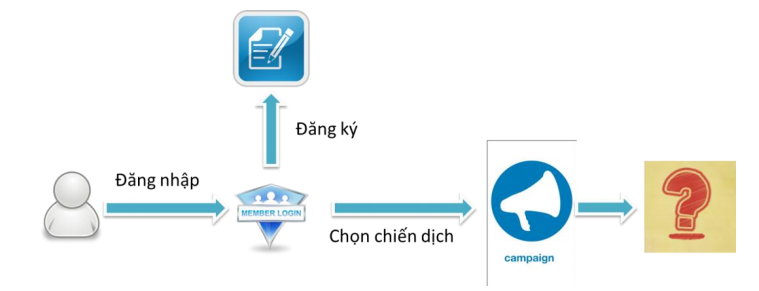 Đăng ký
Đăng nhập
MEMBER LOGIN
Chọn chiến dịch
campaign